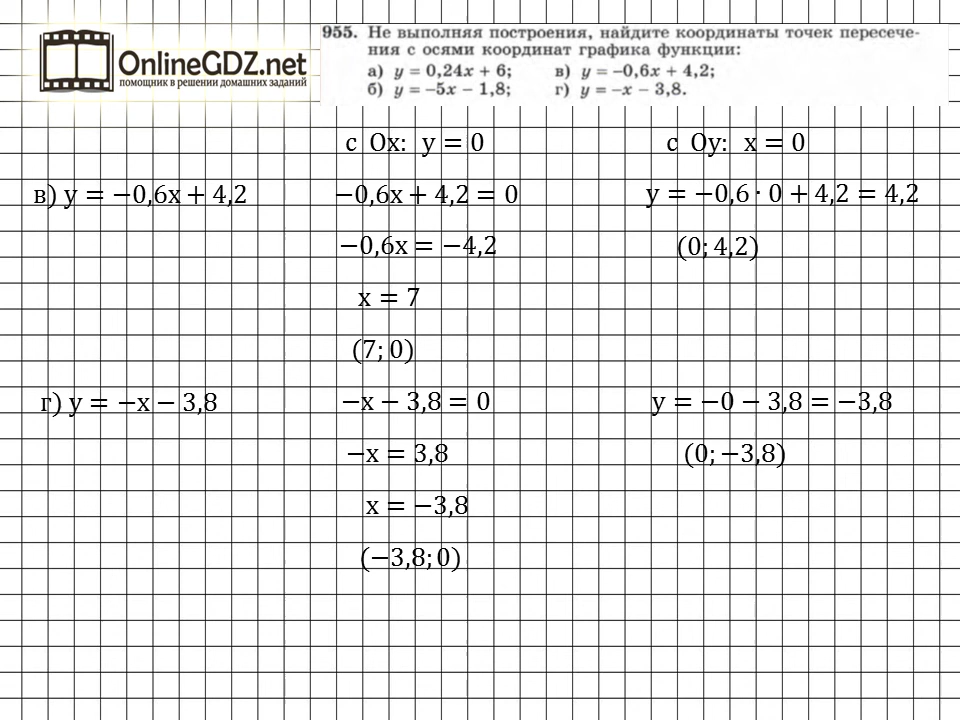 OnlineGDZ.net
помощник в решении домашних заданий
955. Не выполняя построения, найдите координаты точек пересече-
ния с осями координат графика функции:
а) y = 0,24x + 6; в) y = –0,6x + 4,2;
б) y = –5x – 1,8; г) y = –x – 3,8.
с Ox: y = 0 с Oy: x = 0
в) y = −0,6x + 4,2 −0,6x + 4,2 = 0 y = −0,6 · 0 + 4,2 = 4,2
−0,6x = −4,2 (0; 4,2)
x = 7
(7; 0)
г) y = −x − 3,8 −x − 3,8 = 0 y = −0 − 3,8 = −3,8
−x = 3,8 (0; −3,8)
x = −3,8
(−3,8; 0)